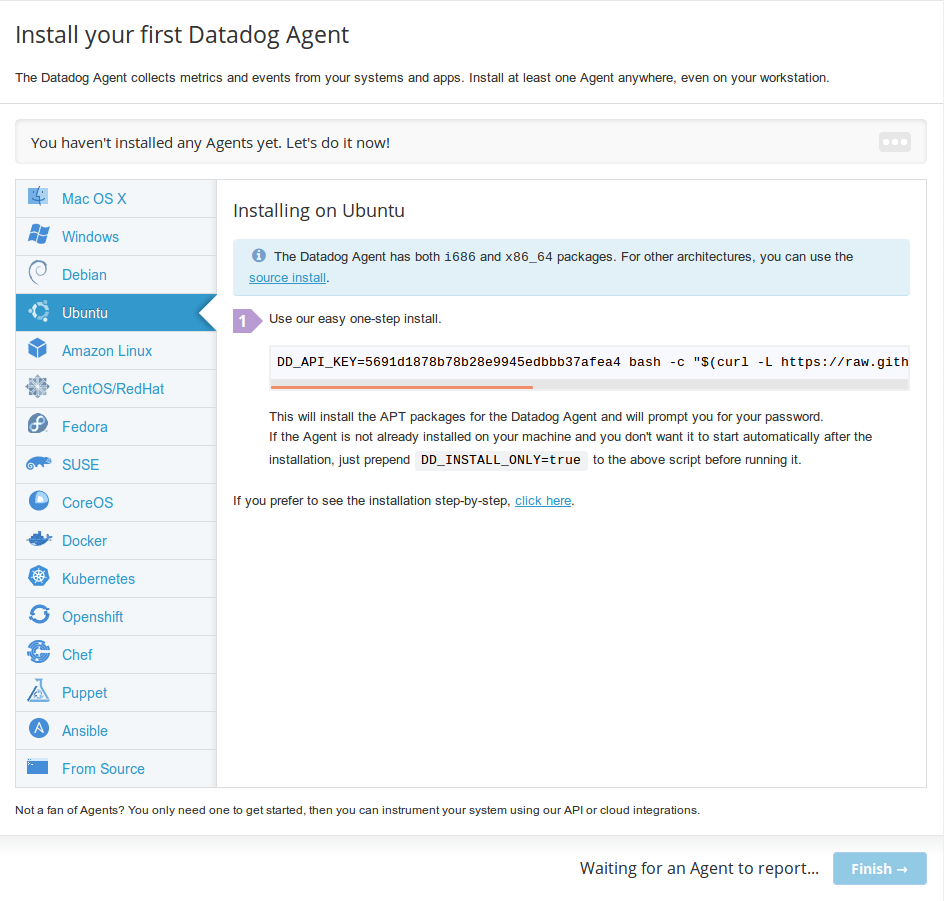 Install your first Datadog Agent
The Datadog Agent collects metrics and events from your systems and apps. Install at least one Agent anywhere, even on your workstation.
You haven't installed any Agents yet. Let's do it now!
Mac OS X
Windows
Debian
Ubuntu
Amazon Linux
CentOS/RedHat
Fedora
SUSE
CoreOS
Docker
Kubernetes
Openshift
Chef
Puppet
Ansible
From Source
Installing on Ubuntu
The Datadog Agent has both i686 and x86_64 packages. For other architectures, you can use the
source install.
1 Use our easy one-step install.
DD_API_KEY=5691d1878b78b28e9945edbbb37afea4 bash -c "$(curl -L https://raw.gith
This will install the APT packages for the Datadog Agent and will prompt you for your password.
If the Agent is not already installed on your machine and you don't want it to start automatically after the
installation, just prepend DD_INSTALL_ONLY=true to the above script before running it.
If you prefer to see the installation step-by-step, click here.
Not a fan of Agents? You only need one to get started, then you can instrument your system using our API or cloud integrations.
Waiting for an Agent to report... Finish →